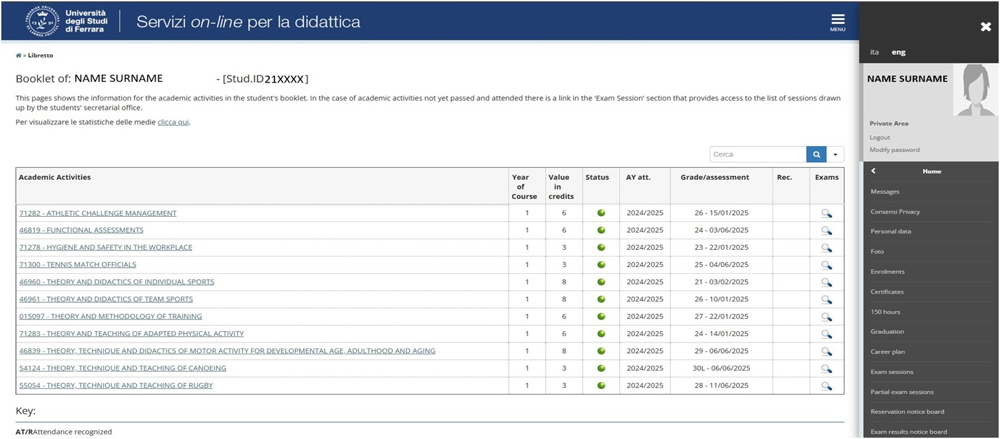 Università
degli Studi
di Ferrara
Servizi on-line per la didattica
MENU
ita eng
» Libretto
NAME SURNAME
Booklet of: NAME SURNAME - [Stud.ID21XXXX]
This pages shows the information for the academic activities in the student's booklet. In the case of academic activities not yet passed and attended there is a link in the 'Exam Session' section that provides access to the list of sessions drawn
up by the students' secretarial office.
Per visualizzare le statistiche delle medie clicca qui.
Private Area
Logout
Modify password
Cerca
Academic Activities Year of Course Value in credits Status AY att. Grade/assessment Rec. Exams
71282 - ATHLETIC CHALLENGE MANAGEMENT 1 6 2024/2025 26 - 15/01/2025
46819 - FUNCTIONAL ASSESSMENTS 1 6 2024/2025 24 - 03/06/2025
71278 - HYGIENE AND SAFETY IN THE WORKPLACE 1 3 2024/2025 23 - 22/01/2025
71300 - TENNIS MATCH OFFICIALS 1 3 2024/2025 25 - 04/06/2025
46960 - THEORY AND DIDACTICS OF INDIVIDUAL SPORTS 1 8 2024/2025 21 - 03/02/2025
46961 - THEORY AND DIDACTICS OF TEAM SPORTS 1 8 2024/2025 26 - 10/01/2025
015097 - THEORY AND METHODOLOGY OF TRAINING 1 6 2024/2025 27 - 22/01/2025
71283 - THEORY AND TEACHING OF ADAPTED PHYSICAL ACTIVITY 1 6 2024/2025 24 - 14/01/2025
46839 - THEORY, TECHNIQUE AND DIDACTICS OF MOTOR ACTIVITY FOR DEVELOPMENTAL AGE, ADULTHOOD AND AGING 1 8 2024/2025 29 - 06/06/2025
54124 - THEORY, TECHNIQUE AND TEACHING OF CANOEING 1 3 2024/2025 30L - 06/06/2025
55054 - THEORY, TECHNIQUE AND TEACHING OF RUGBY 1 3 2024/2025 28 - 11/06/2025
Key:
AT/RAttendance recognized
Home
Messages
Consensi Privacy
Personal data
Foto
Enrolments
Certificates
150 hours
Graduation
Career plan
Exam sessions
Partial exam sessions
Reservation notice board
Exam results notice board